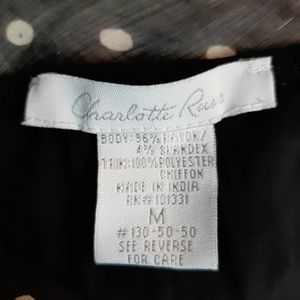 Charlotte Russe
BODY: 96% RAYON/
4% SPANDEX
TRIM: 100% POLYESTER
CHIFFON
MADE IN INDIA
RN# 101331
M
# 130-50-50
SEE REVERSE
FOR CARE